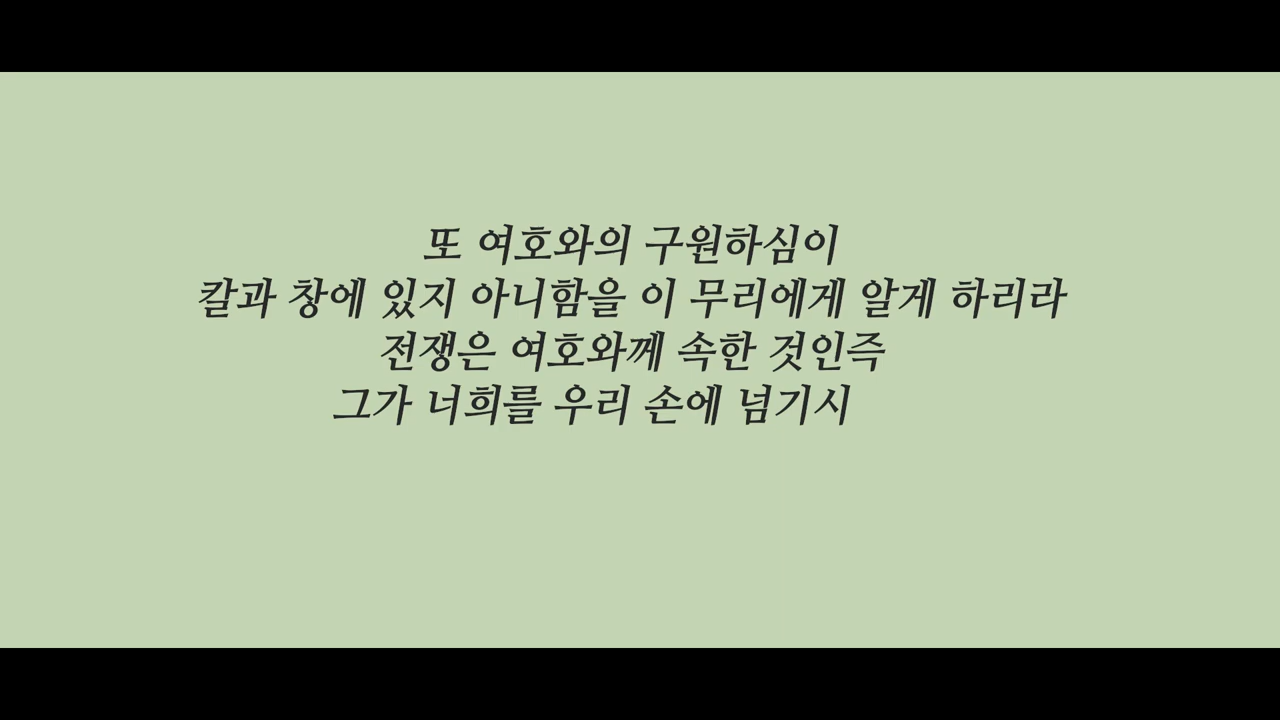 또 여호와의 구원하심이
칼과 창에 있지 아니함을 이 무리에게 알게 하리라
전쟁은 여호와께 속한 것인즉
그가 너희를 우리 손에 넘기시